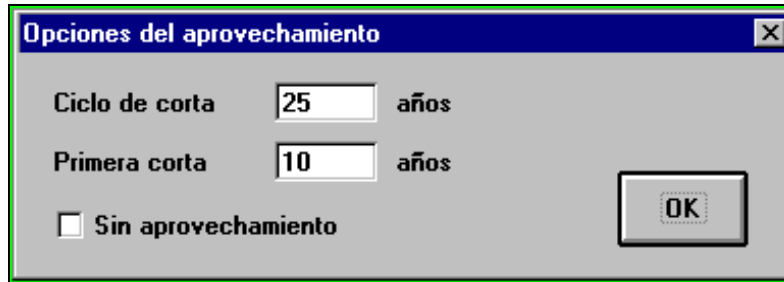 Opciones del aprovechamiento
Ciclo de corta 25 años
Primera corta 10 años
Sin aprovechamiento
OK